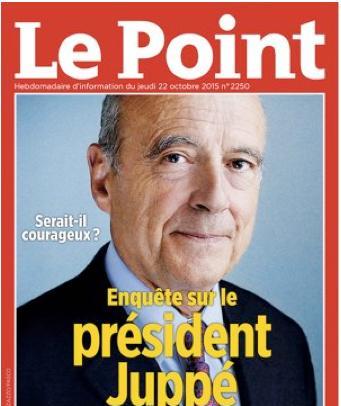 Le Point
Hebdomadaire d'information du jeudi 22 octobre 2015 n°2250
Serait-il
courageux ?
Enquête sur le
président
Juppé